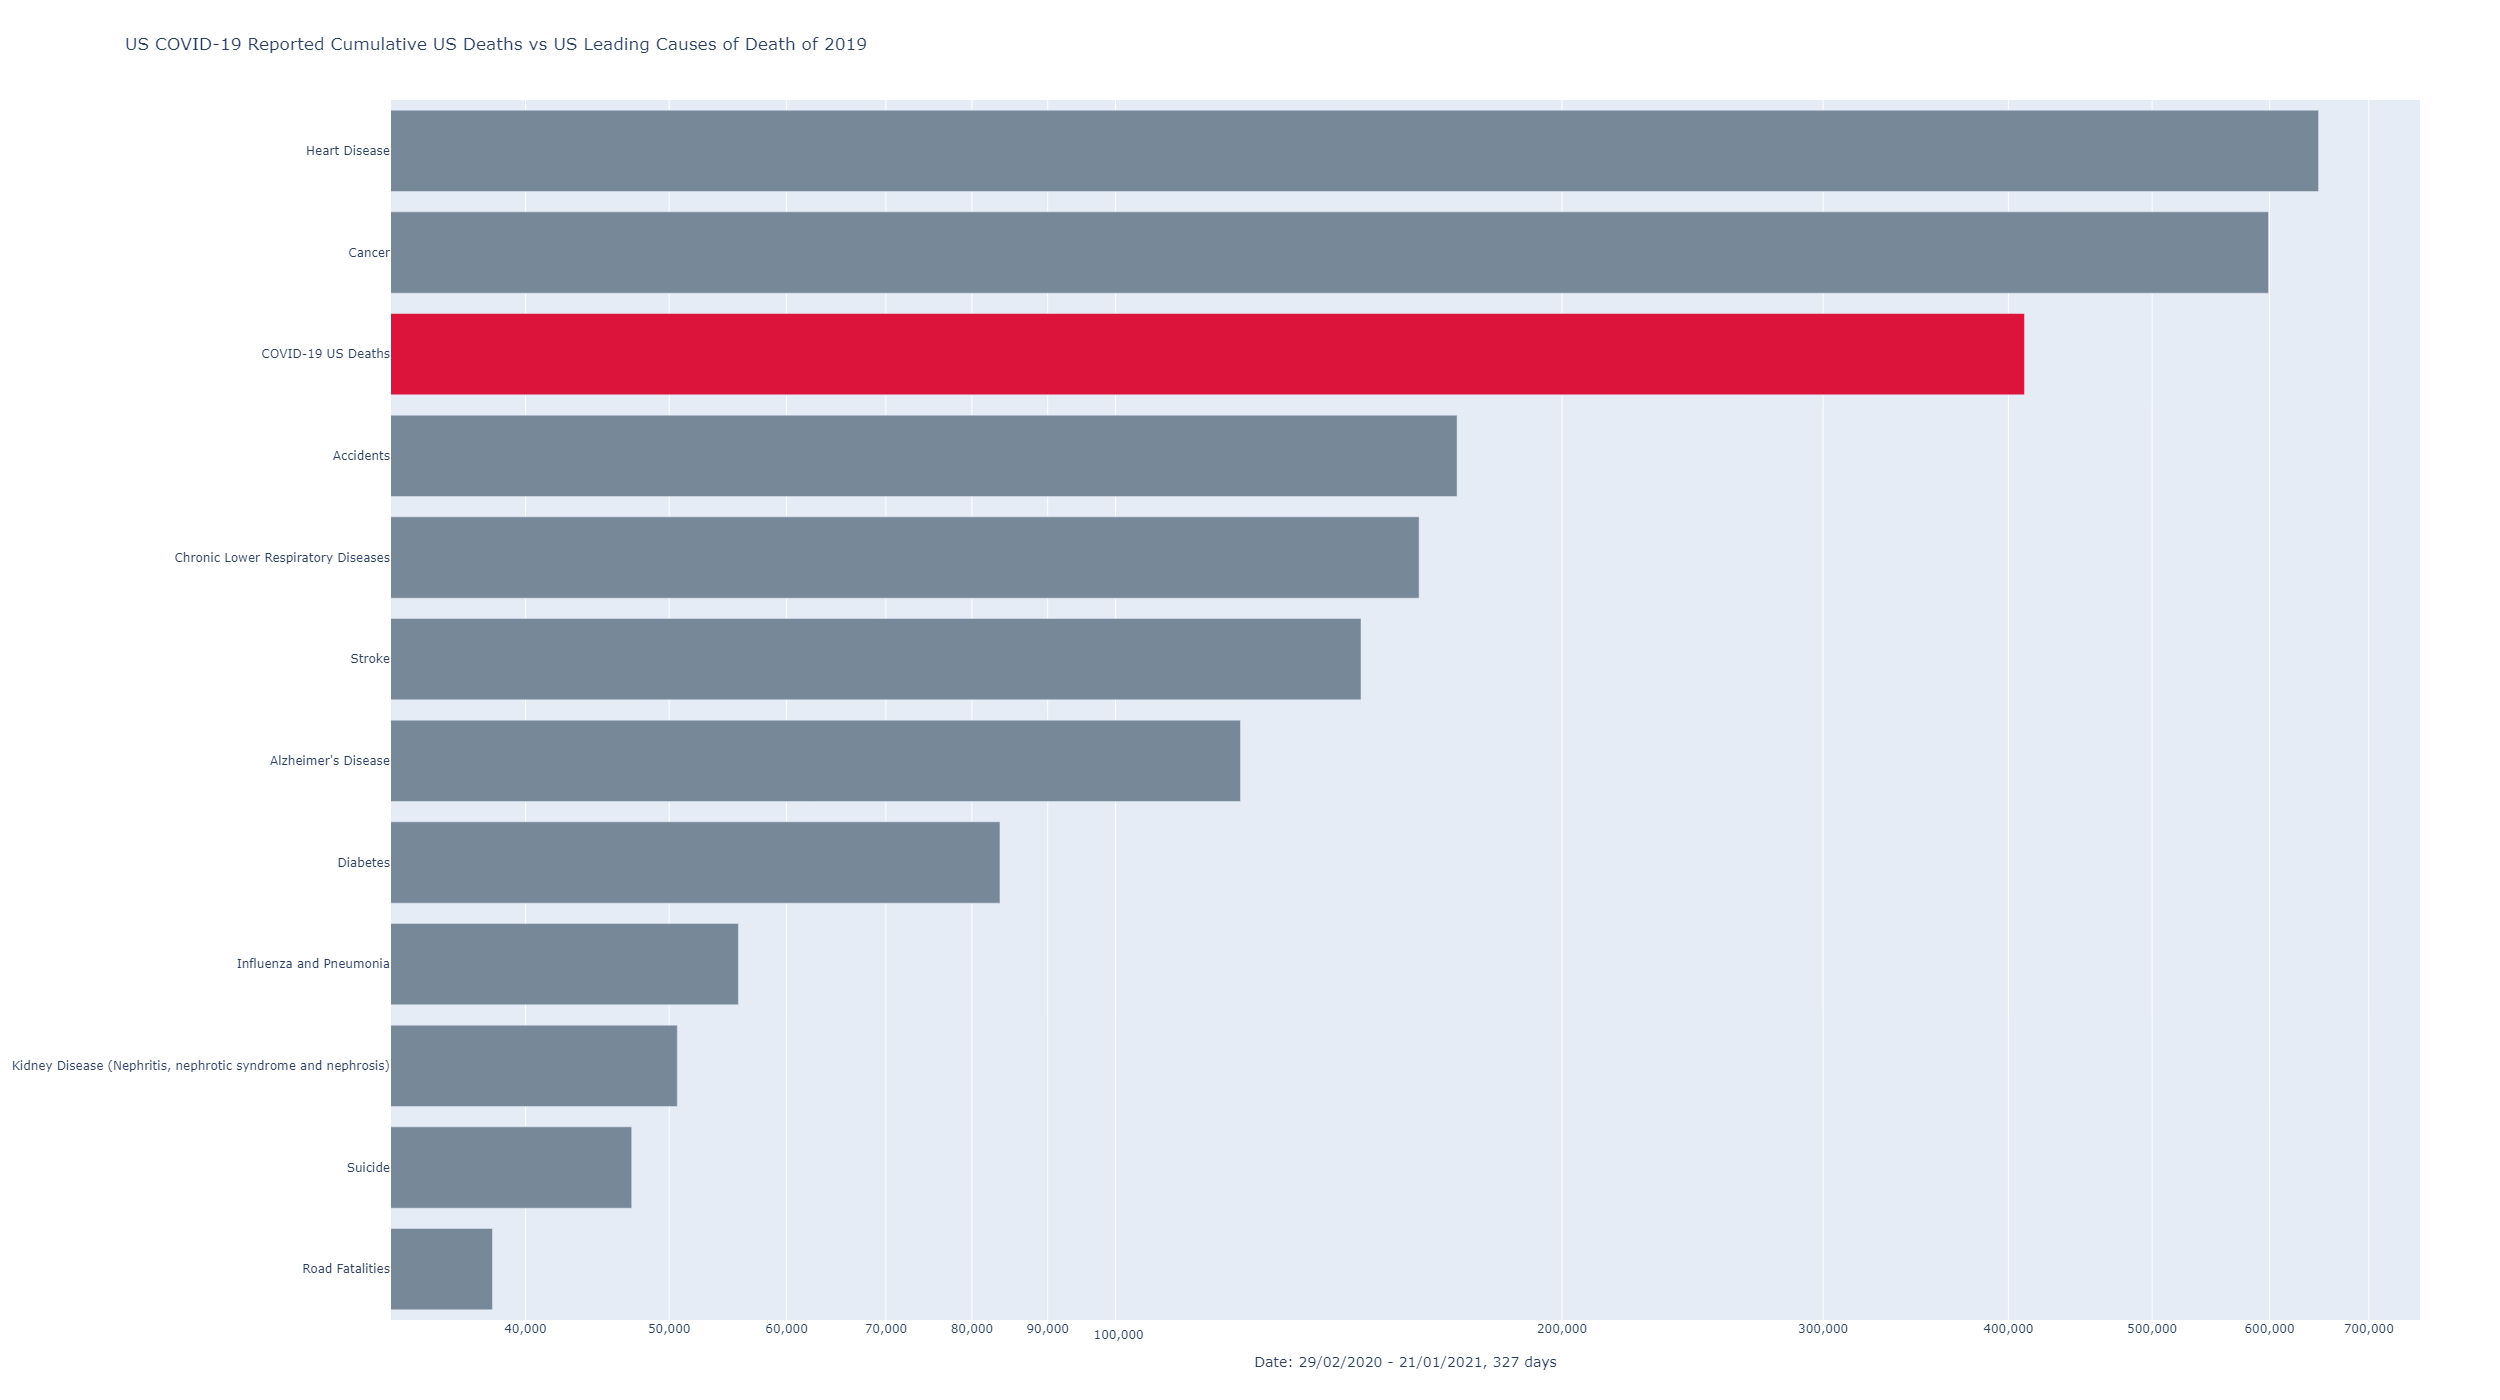 US COVID-19 Reported Cumulative US Deaths vs US Leading Causes of Death of 2019
Heart Disease
Cancer
COVID-19 US Deaths
Accidents
Chronic Lower Respiratory Diseases
Stroke
Alzheimer's Disease
Diabetes
Influenza and Pneumonia
Kidney Disease (Nephritis, nephrotic syndrome and nephrosis)
Suicide
Road Fatalities
40,000 50,000 60,000 70,000 80,000 90,000 100,000 200,000 300,000 400,000 500,000 600,000 700,000
Date: 29/02/2020 - 21/01/2021, 327 days